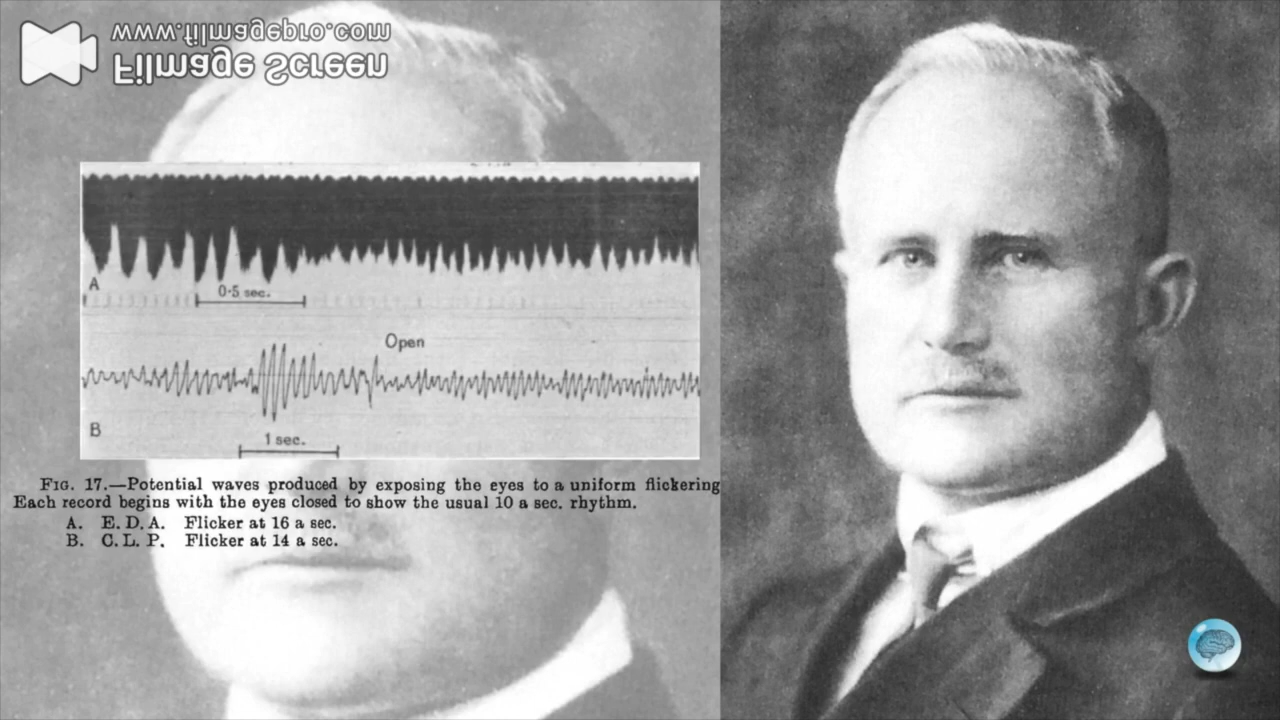 www.filmagepro.com
Filmage Screen
A
0·5 sec.
Open
B
1 sec.
FIG. 17.—Potential waves produced by exposing the eyes to a uniform flickering
Each record begins with the eyes closed to show the usual 10 a sec. rhythm.
A. E. D. A. Flicker at 16 a sec.
B. C. L. P. Flicker at 14 a sec.